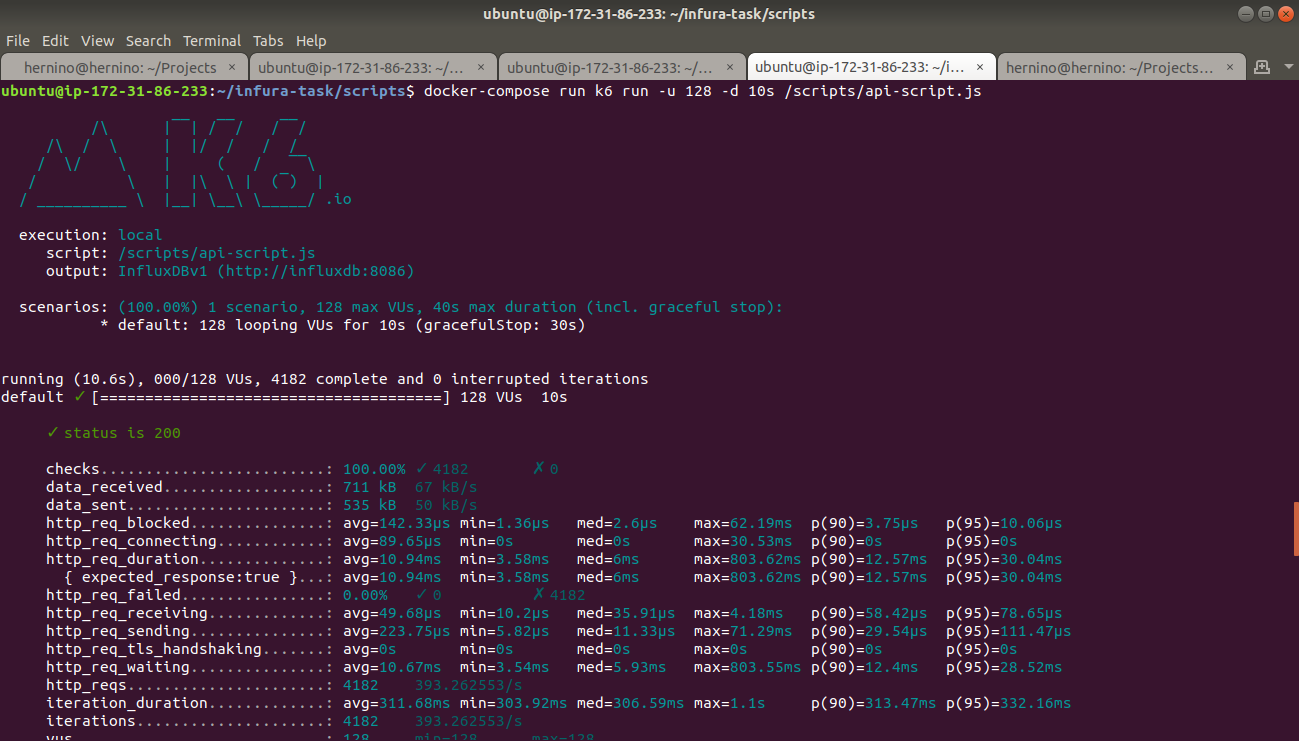 ubuntu@ip-172-31-86-233: ~/infura-task/scripts
File Edit View Search Terminal Tabs Help
hernino@hernino: ~/Projects × ubuntu@ip-172-31-86-233: ~/... × ubuntu@ip-172-31-86-233: ~/... × ubuntu@ip-172-31-86-233: ~/i... × hernino@hernino: ~/Projects... ×
ubuntu@ip-172-31-86-233:~/infura-task/scripts$ docker-compose run k6 run -u 128 -d 10s /scripts/api-script.js
          /\      |‾‾| /‾‾/   /‾‾/
     /\  /  \     |  |/  /   /  /
    /  \/    \    |     (   /   ‾‾\
   /          \   |  |\  \ |  (‾)  |
  / __________ \  |__| \__\ \_____/ .io
execution: local
script: /scripts/api-script.js
output: InfluxDBv1 (http://influxdb:8086)
scenarios: (100.00%) 1 scenario, 128 max VUs, 40s max duration (incl. graceful stop):
* default: 128 looping VUs for 10s (gracefulStop: 30s)
running (10.6s), 000/128 VUs, 4182 complete and 0 interrupted iterations
default ✓ [======================================] 128 VUs  10s
✓ status is 200
checks.........................: 100.00% ✓ 4182 ✗ 0
data_received..................: 711 kB 67 kB/s
data_sent......................: 535 kB 50 kB/s
http_req_blocked...............: avg=142.33µs min=1.36µs med=2.6µs max=62.19ms p(90)=3.75µs p(95)=10.06µs
http_req_connecting............: avg=89.65µs min=0s med=0s max=30.53ms p(90)=0s p(95)=0s
http_req_duration..............: avg=10.94ms min=3.58ms med=6ms max=803.62ms p(90)=12.57ms p(95)=30.04ms
{ expected_response:true }...: avg=10.94ms min=3.58ms med=6ms max=803.62ms p(90)=12.57ms p(95)=30.04ms
http_req_failed................: 0.00% ✓ 0 ✗ 4182
http_req_receiving.............: avg=49.68µs min=10.2µs med=35.91µs max=4.18ms p(90)=58.42µs p(95)=78.65µs
http_req_sending...............: avg=223.75µs min=5.82µs med=11.33µs max=71.29ms p(90)=29.54µs p(95)=111.47µs
http_req_tls_handshaking.......: avg=0s min=0s med=0s max=0s p(90)=0s p(95)=0s
http_req_waiting...............: avg=10.67ms min=3.54ms med=5.93ms max=803.55ms p(90)=12.4ms p(95)=28.52ms
http_reqs......................: 4182 393.262553/s
iteration_duration.............: avg=311.68ms min=303.92ms med=306.59ms max=1.1s p(90)=313.47ms p(95)=332.16ms
iterations.....................: 4182 393.262553/s
vus............................: 128 min=128 max=128